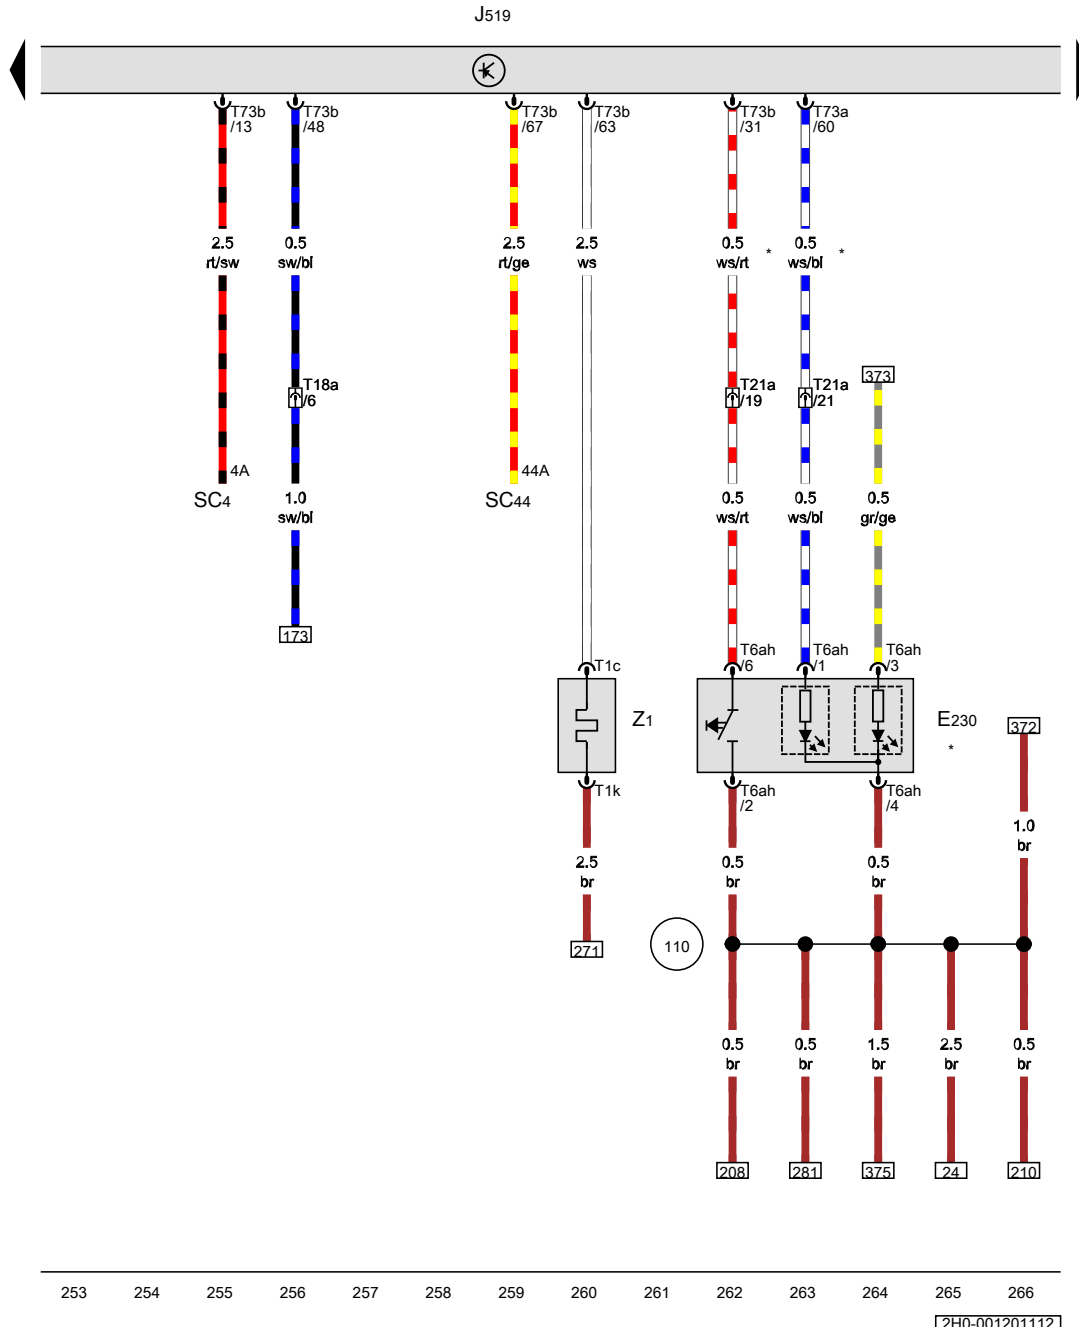 J519
T73b T73b T73b T73b T73b T73a
/13 /48 /67 /63 /31 /60
2.5 0.5 2.5 2.5 0.5 * 0.5 *
rt/sw sw/bl rt/ge ws ws/rt ws/bl
373
T18a T21a T21a
/6 /19 /21
4A 44A
SC4 1.0 SC44 0.5 0.5 0.5
sw/bl ws/rt ws/bl gr/ge
173
T1c T6ah T6ah T6ah
/6 /1 /3
Z1 E230 372
*
T1k T6ah T6ah
/2 /4
1.0
br
2.5 0.5 0.5
br br br
271 110
0.5 0.5 1.5 2.5 0.5
br br br br br
208 281 375 24 210
253 254 255 256 257 258 259 260 261 262 263 264 265 266
2H0-001201112